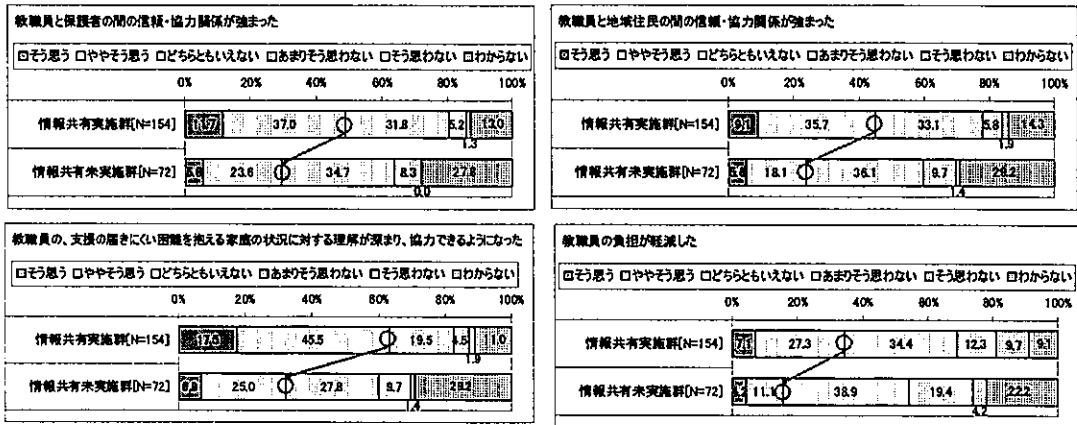 教職員と保護者の間の信頼・協力関係が強まった
そう思う ややそう思う どちらともいえない あまりそう思わない そう思わない わからない
0% 20% 40% 60% 80% 100%
情報共有実施群[N=154] 11.7 37.0 31.8 5.2 13.0
1.3
情報共有未実施群[N=72] 5.6 23.6 34.7 8.3 27.8
0.0
教職員と地域住民の間の信頼・協力関係が強まった
そう思う ややそう思う どちらともいえない あまりそう思わない そう思わない わからない
0% 20% 40% 60% 80% 100%
情報共有実施群[N=154] 9.1 35.7 33.1 5.8 14.3
1.9
情報共有未実施群[N=72] 5.6 18.1 36.1 9.7 29.2
1.4
教職員の、支援の届きにくい困難を抱える家庭の状況に対する理解が深まり、協力できるようになった
そう思う ややそう思う どちらともいえない あまりそう思わない そう思わない わからない
0% 20% 40% 60% 80% 100%
情報共有実施群[N=154] 17.5 45.5 19.5 4.5 11.0
1.9
情報共有未実施群[N=72] 6.9 25.0 27.8 9.7 29.2
1.4
教職員の負担が軽減した
そう思う ややそう思う どちらともいえない あまりそう思わない そう思わない わからない
0% 20% 40% 60% 80% 100%
情報共有実施群[N=154] 7.1 27.3 34.4 12.3 9.7 9.1
情報共有未実施群[N=72] 4.2 11.1 38.9 19.4 22.2
4.2